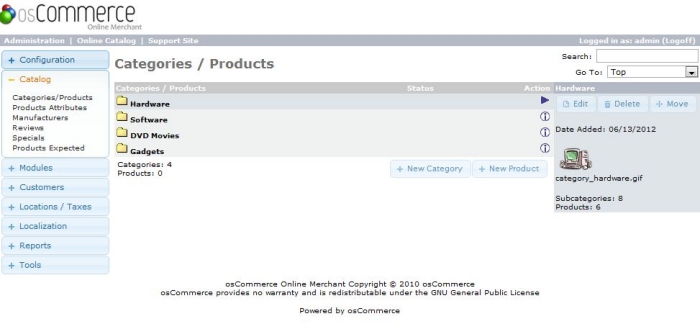 osCommerce
Online Merchant
Administration | Online Catalog | Support Site
Logged in as: admin (Logoff)
+ Configuration
− Catalog
Categories/Products
Products Attributes
Manufacturers
Reviews
Specials
Products Expected
+ Modules
+ Customers
+ Locations / Taxes
+ Localization
+ Reports
+ Tools
Categories / Products
Search:
Go To: Top
Categories / Products Status Action
Hardware
Software
DVD Movies
Gadgets
Categories: 4
Products: 0
+ New Category + New Product
Hardware
Edit Delete Move
Date Added: 06/13/2012
category_hardware.gif
Subcategories: 8
Products: 6
osCommerce Online Merchant Copyright © 2010 osCommerce
osCommerce provides no warranty and is redistributable under the GNU General Public License
Powered by osCommerce